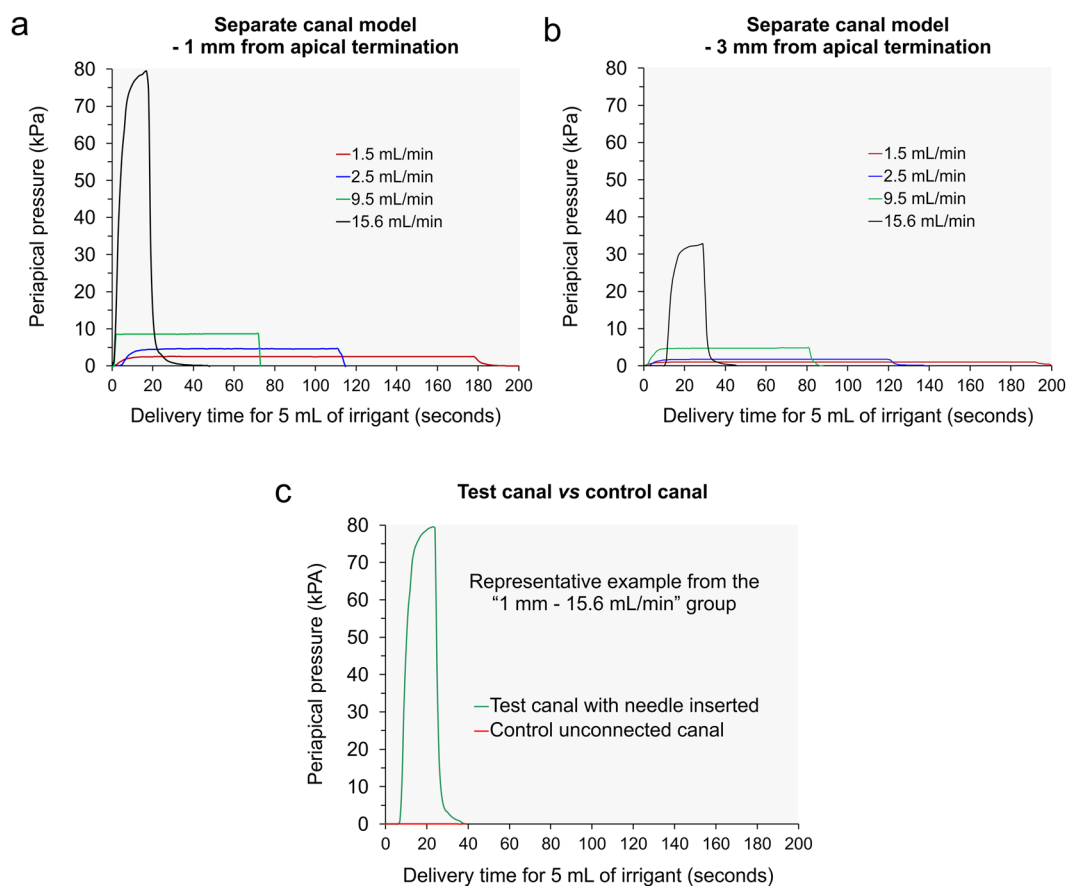 a
Separate canal model
- 1 mm from apical termination
Periapical pressure (kPa)
80
70
60
50
40
30
20
10
0
1.5 mL/min
2.5 mL/min
9.5 mL/min
15.6 mL/min
0 20 40 60 80 100 120 140 160 180 200
Delivery time for 5 mL of irrigant (seconds)
b
Separate canal model
- 3 mm from apical termination
Periapical pressure (kPa)
80
70
60
50
40
30
20
10
0
1.5 mL/min
2.5 mL/min
9.5 mL/min
15.6 mL/min
0 20 40 60 80 100 120 140 160 180 200
Delivery time for 5 mL of irrigant (seconds)
c
Test canal vs control canal
Periapical pressure (kPA)
80
70
60
50
40
30
20
10
0
Representative example from the
“1 mm - 15.6 mL/min” group
Test canal with needle inserted
Control unconnected canal
0 20 40 60 80 100 120 140 160 180 200
Delivery time for 5 mL of irrigant (seconds)